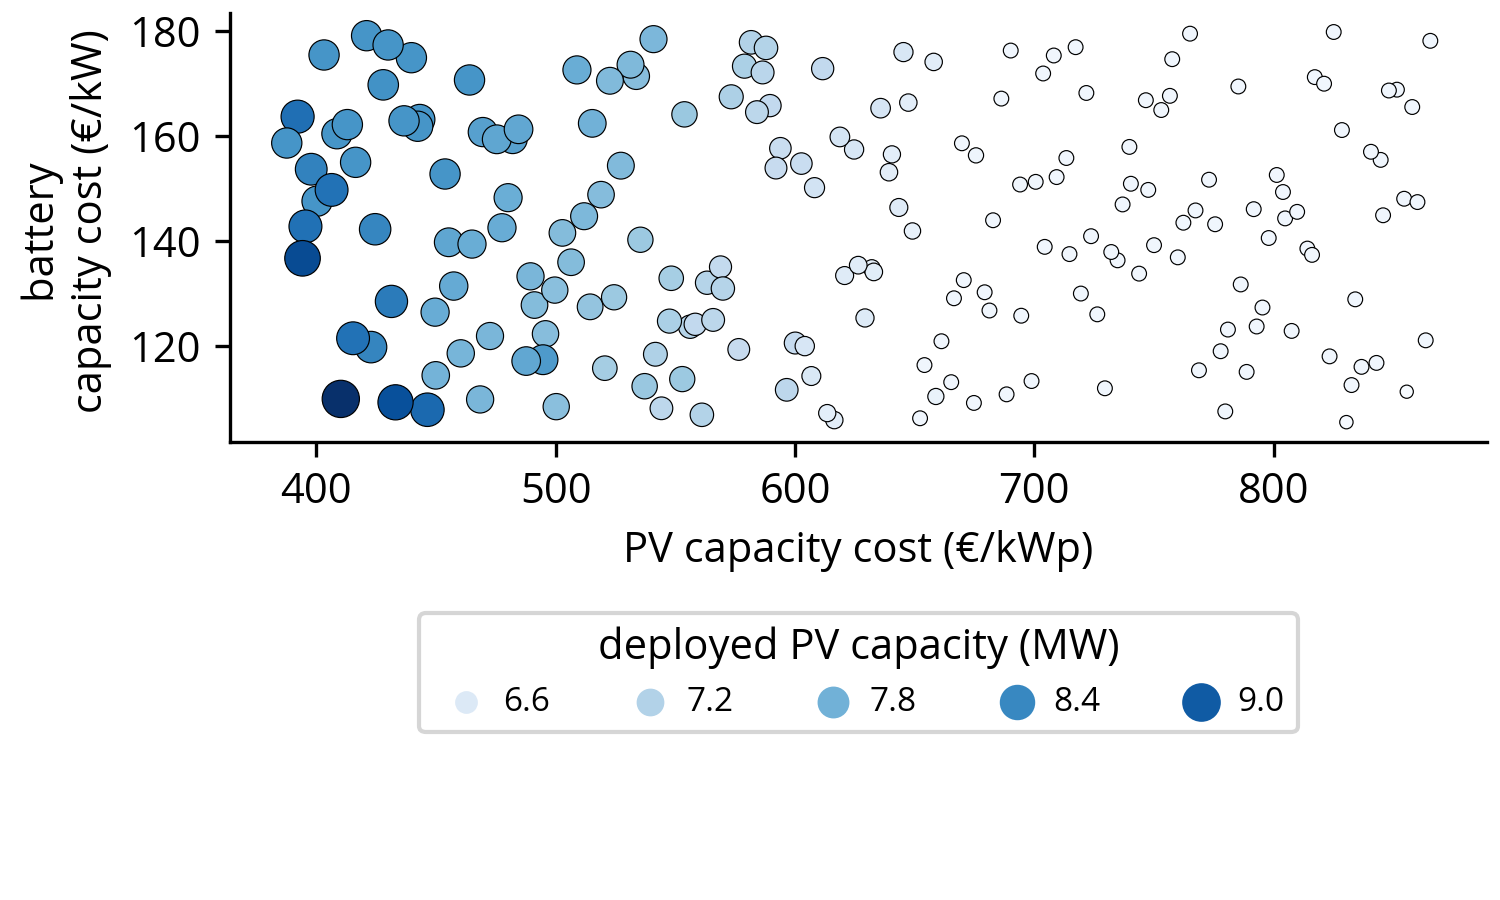 180
160
140
120
battery
capacity cost (€/kW)
400 500 600 700 800
PV capacity cost (€/kWp)
deployed PV capacity (MW)
6.6 7.2 7.8 8.4 9.0